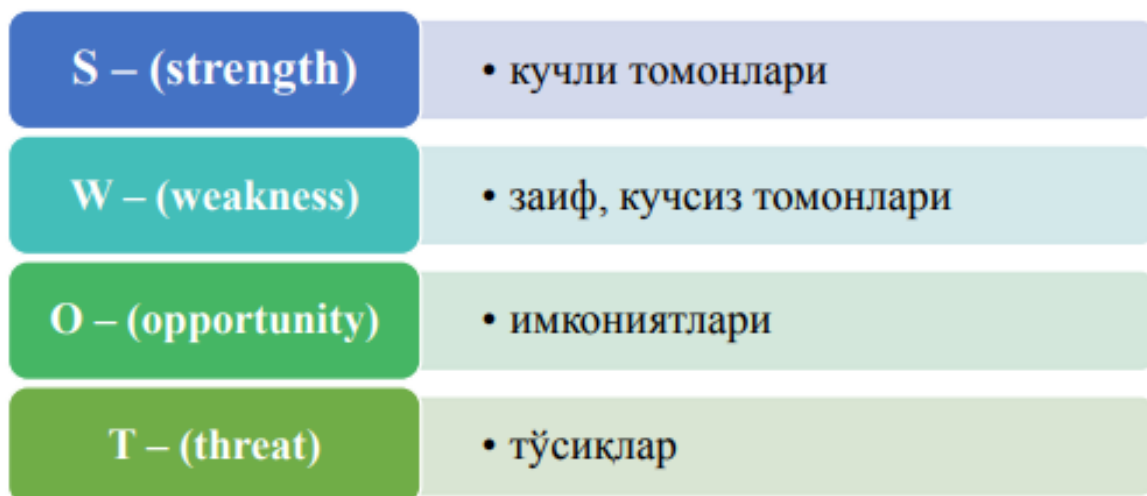 S – (strength)
• кучли томонлари
W – (weakness)
• заиф, кучсиз томонлари
O – (opportunity)
• имкониятлари
T – (threat)
• тўсиқлар